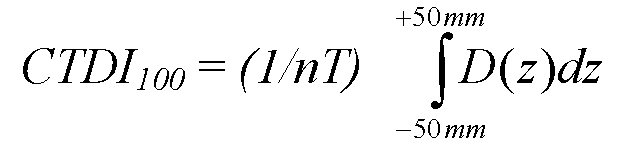 +50mm
CTDI₁₀₀ = (1/nT) ∫D(z)dz
−50mm